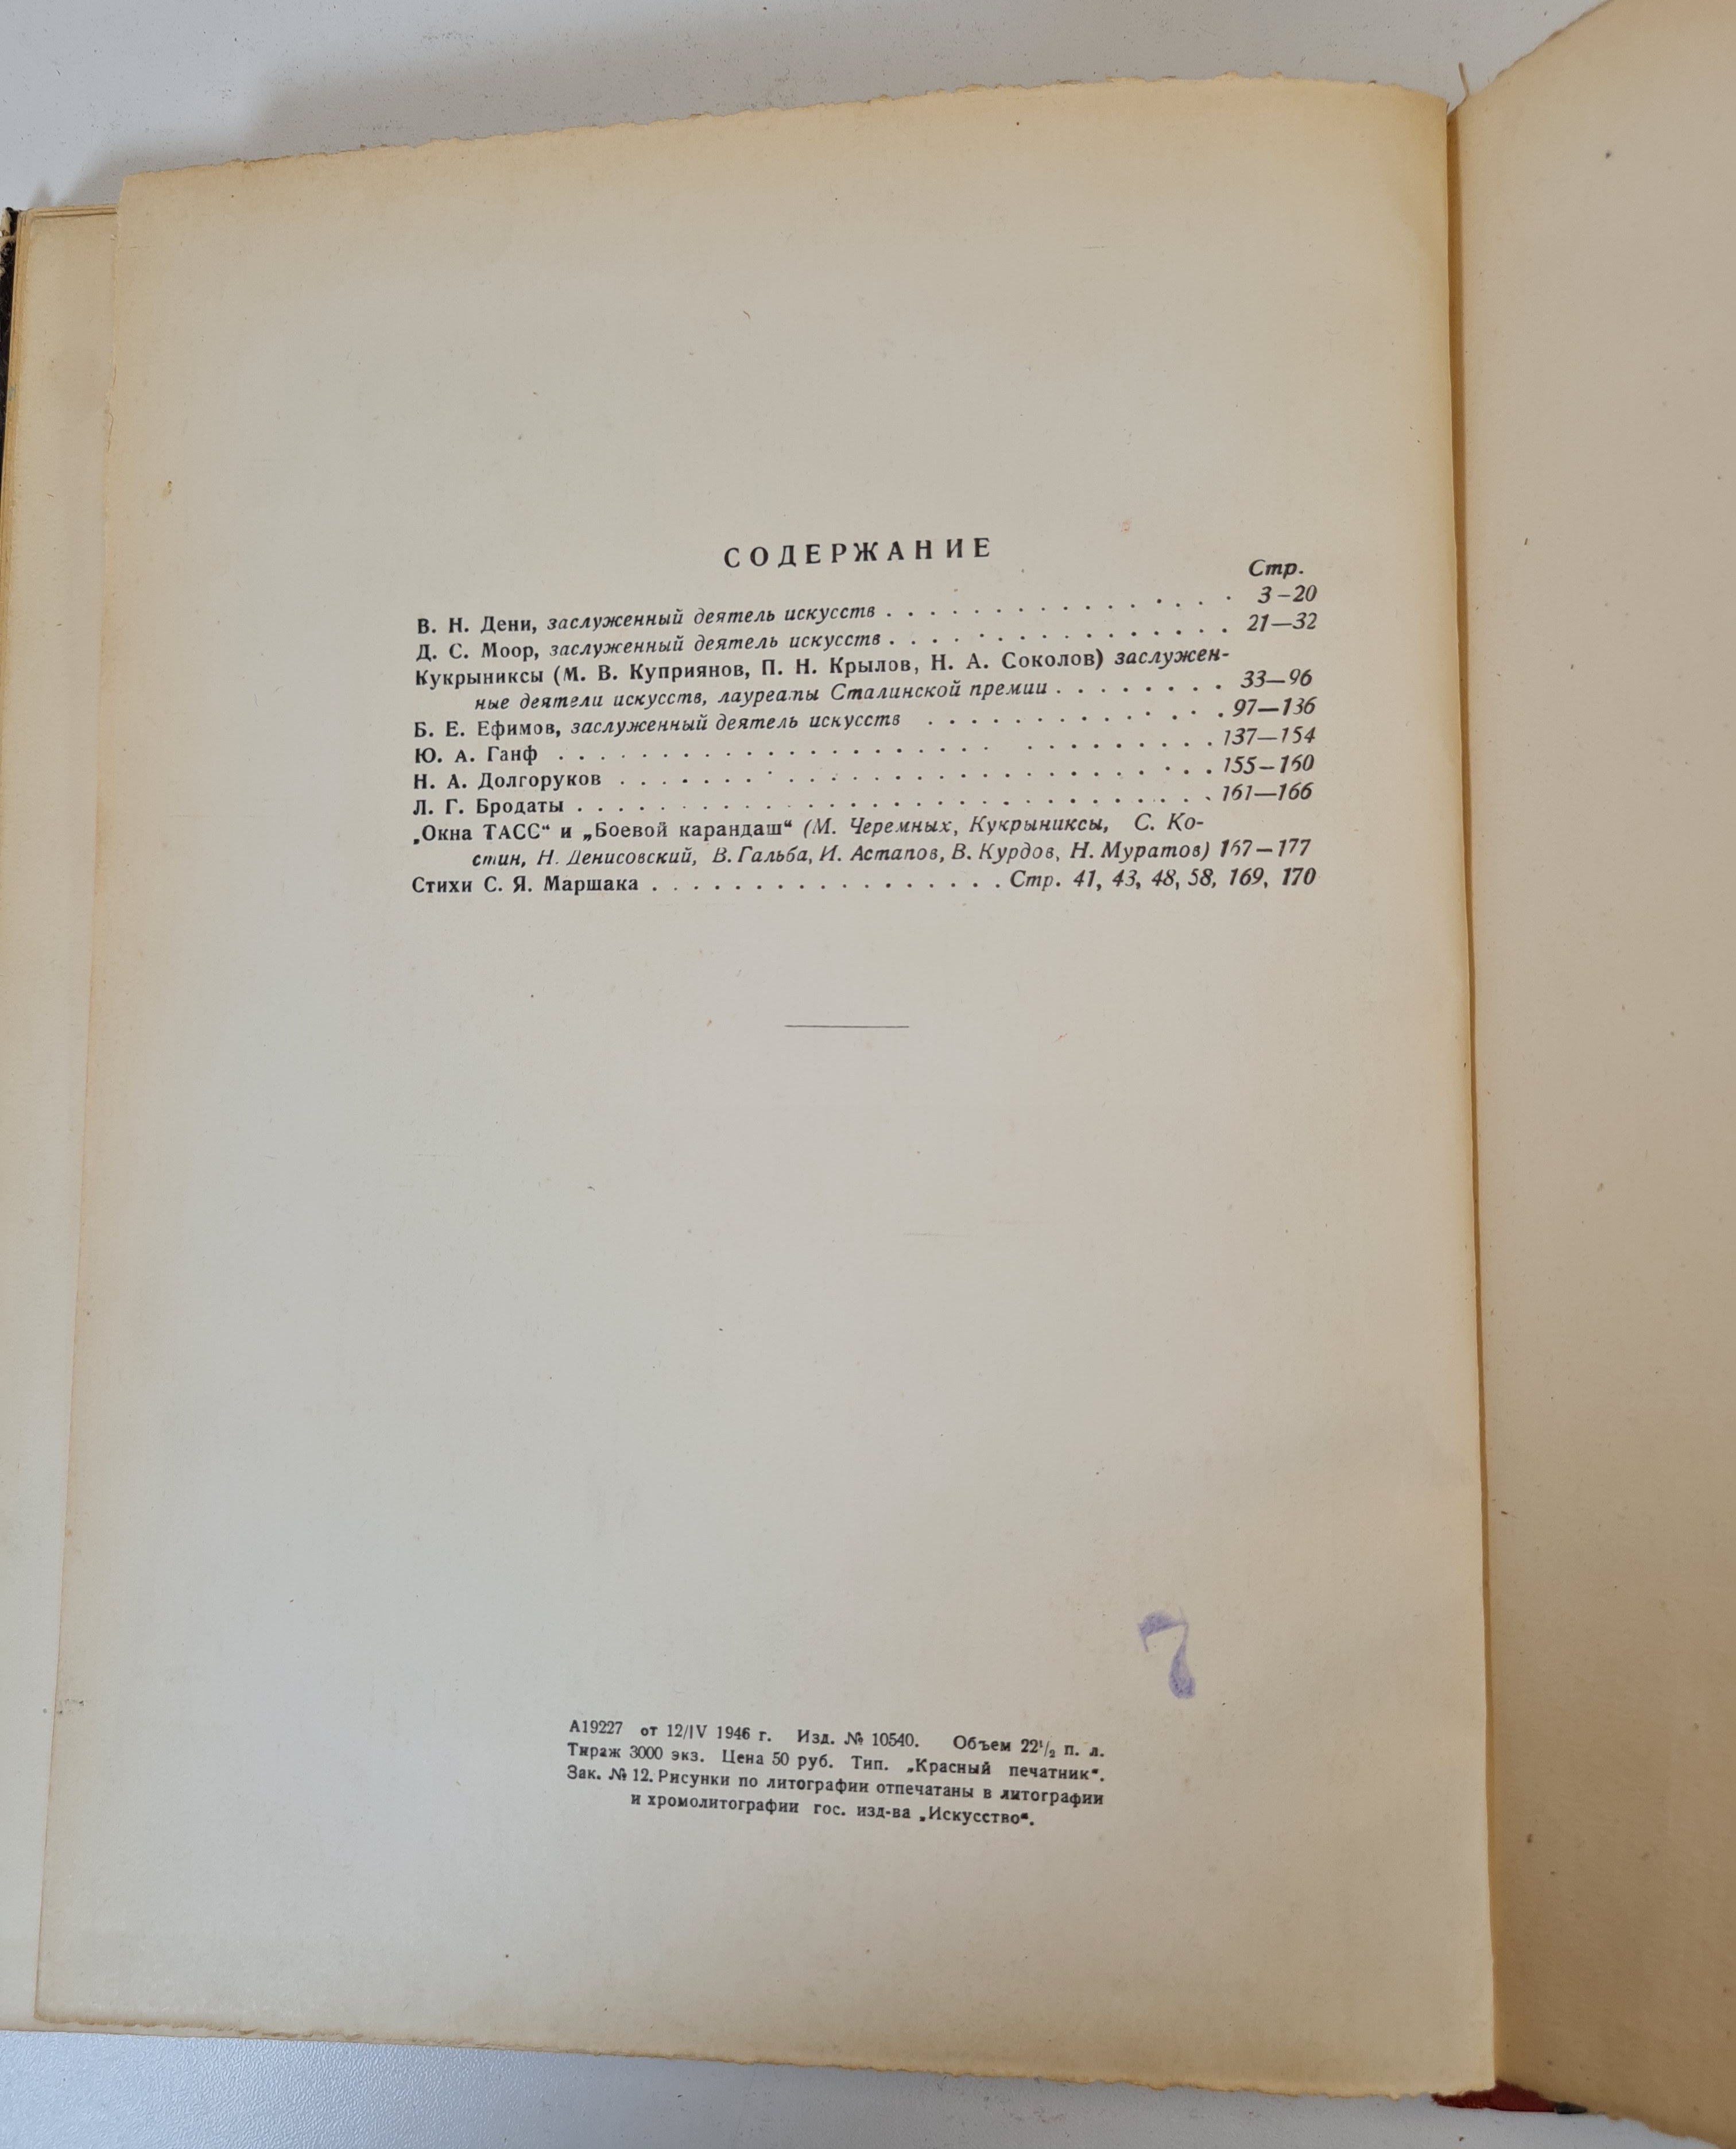 СОДЕРЖАНИЕ
Стр.
В. Н. Дени, заслуженный деятель искусств . . . . . . . . . . . . . . . . 3–20
Д. С. Моор, заслуженный деятель искусств . . . . . . . . . . . . . . . . 21—32
Кукрыниксы (М. В. Куприянов, П. Н. Крылов, Н. А. Соколов) заслужен-
ные деятели искусств, лауреаты Сталинской премии . . . . . . . . 33—96
Б. Е. Ефимов, заслуженный деятель искусств . . . . . . . . . . . . . . 97—136
Ю. А. Ганф . . . . . . . . . . . . . . . . . . . . . . . . . . . . . . 137—154
Н. А. Долгоруков . . . . . . . . . . . . . . . . . . . . . . . . . . . . 155—160
Л. Г. Бродаты . . . . . . . . . . . . . . . . . . . . . . . . . . . . . . 161—166
„Окна ТАСС“ и „Боевой карандаш“ (М. Черемных, Кукрыниксы, С. Ко-
стин, Н. Денисовский, В. Гальба, И. Астапов, В. Курдов, Н. Муратов) 167—177
Стихи С. Я. Маршака . . . . . . . . . . . . . . . . . Стр. 41, 43, 48, 58, 169, 170
7
А19227 от 12/IV 1946 г. Изд. № 10540. Объем 22¹/₂ п. л.
Тираж 3000 экз. Цена 50 руб. Тип. „Красный печатник“.
Зак. № 12. Рисунки по литографии отпечатаны в литографии
и хромолитографии гос. изд-ва „Искусство“.